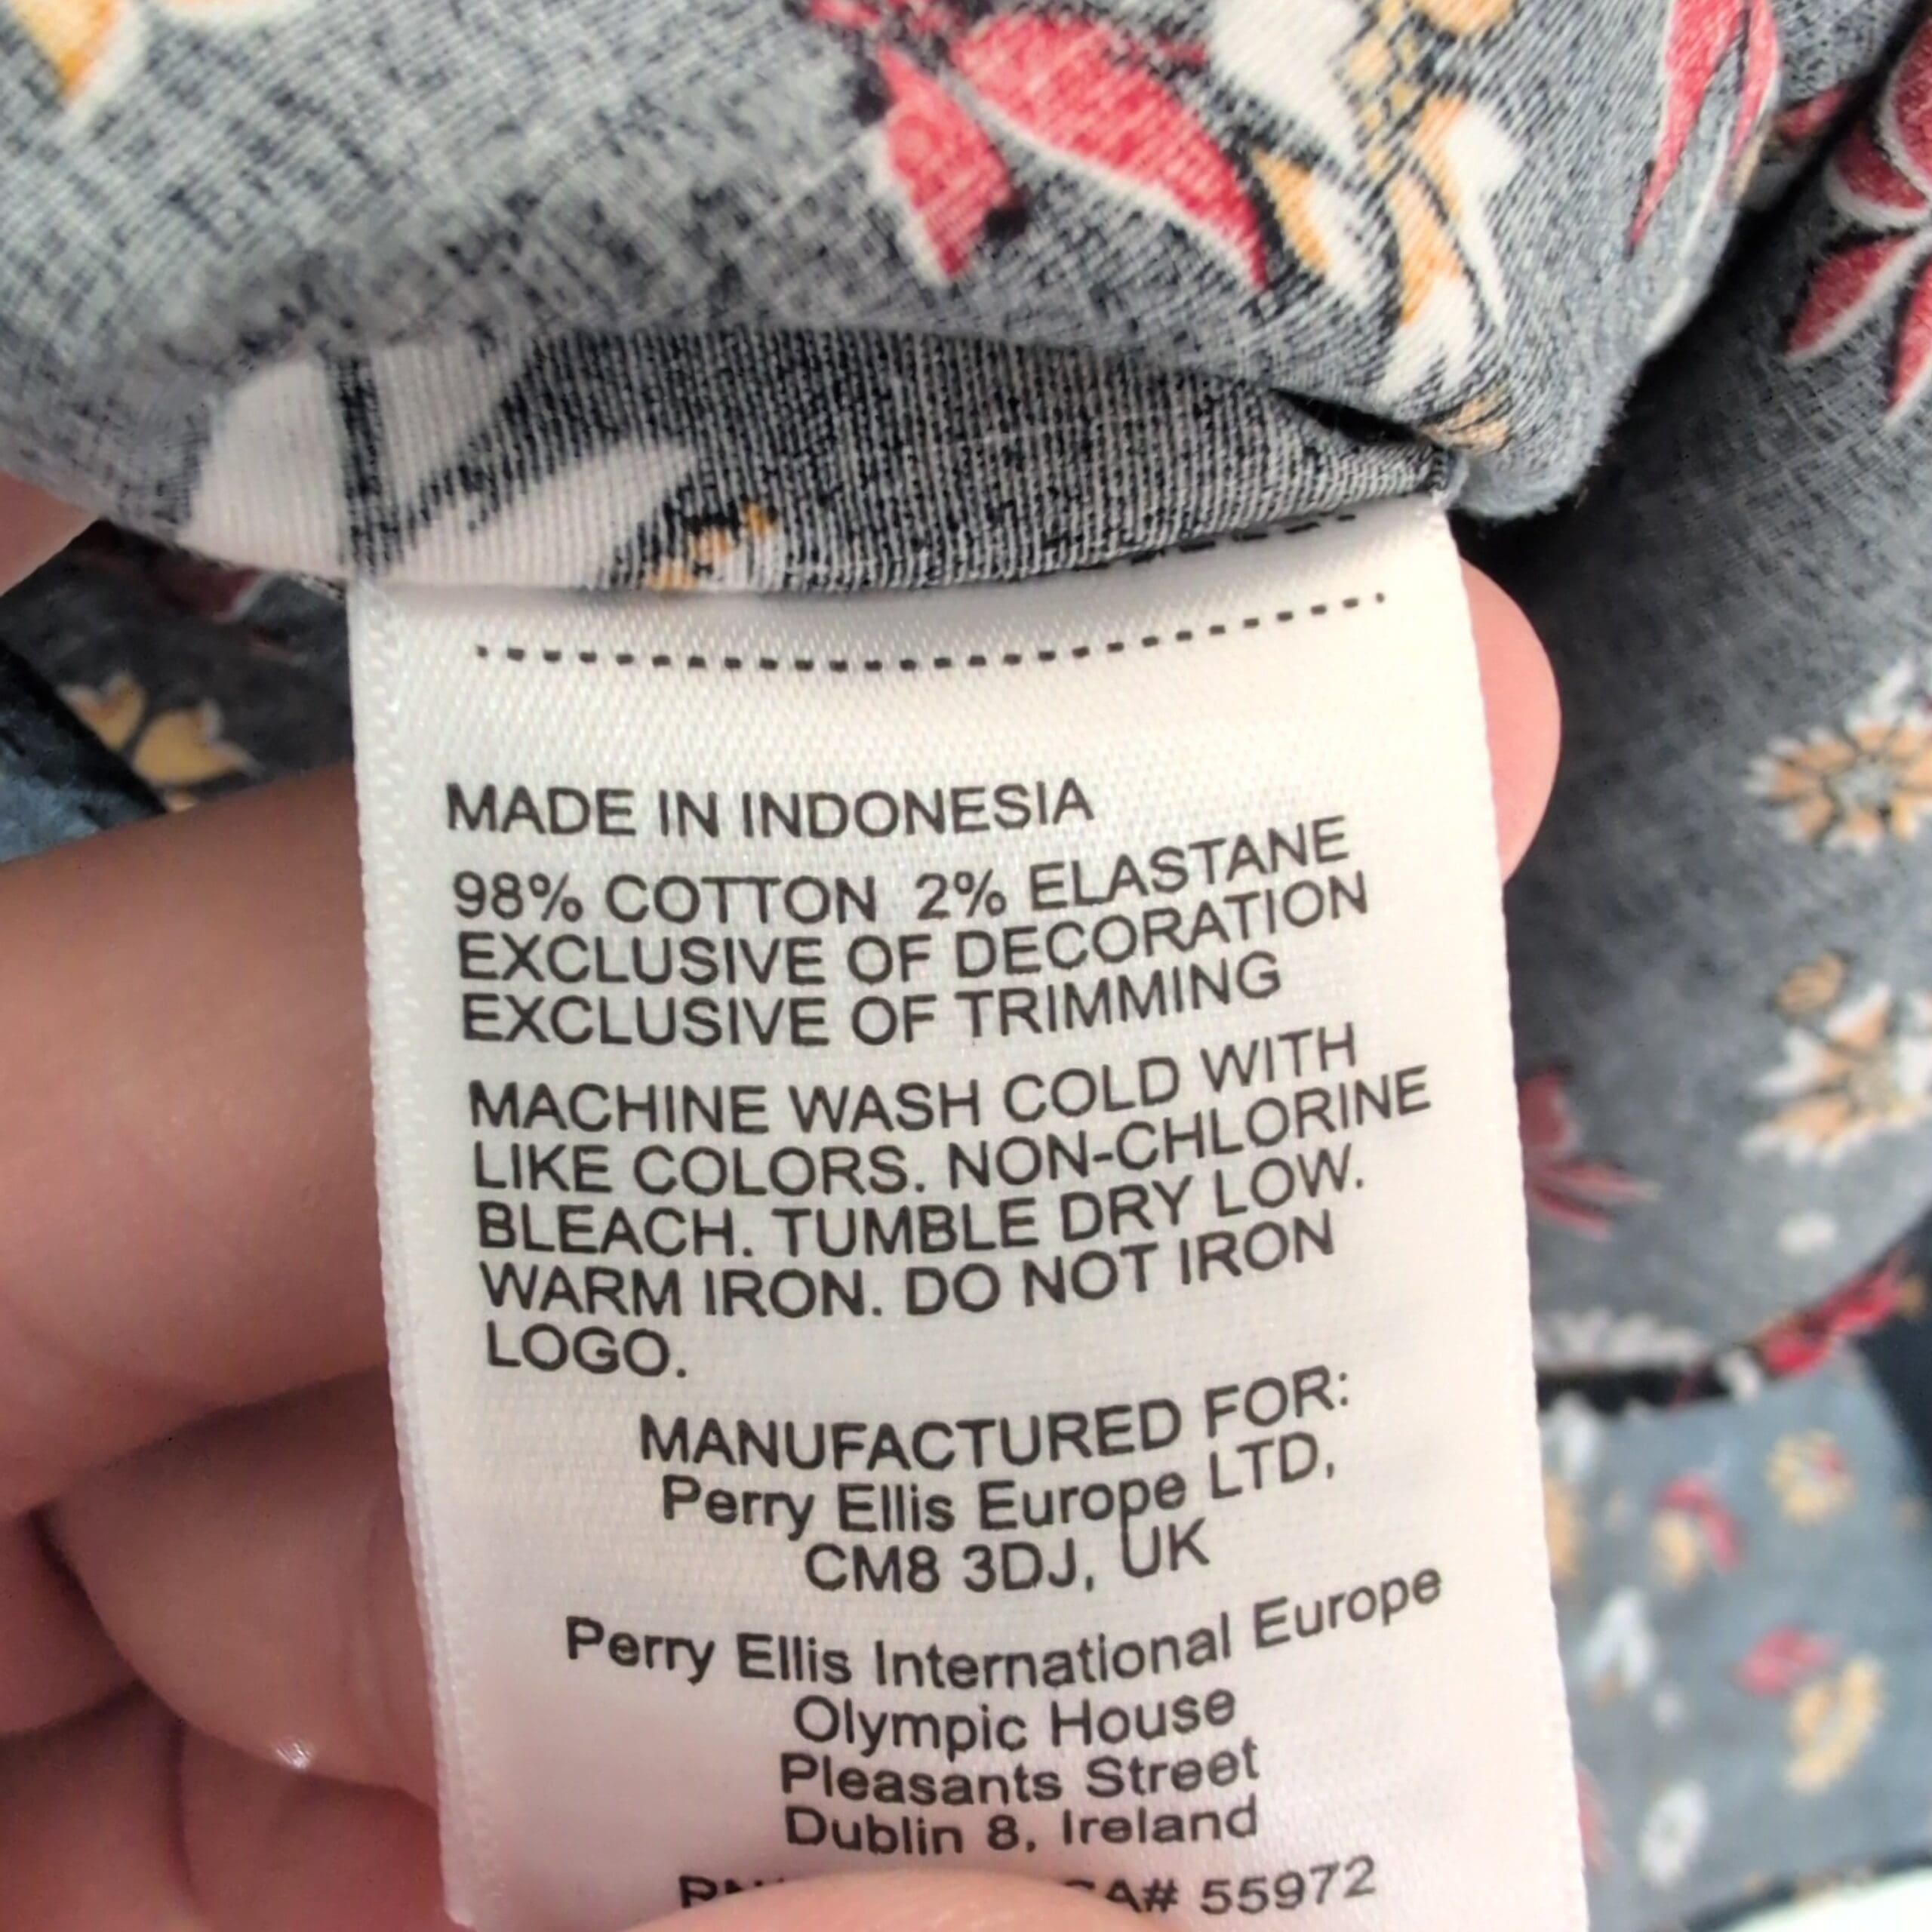 MADE IN INDONESIA
98% COTTON 2% ELASTANE
EXCLUSIVE OF DECORATION
EXCLUSIVE OF TRIMMING
MACHINE WASH COLD WITH
LIKE COLORS. NON-CHLORINE
BLEACH. TUMBLE DRY LOW.
WARM IRON. DO NOT IRON
LOGO.
MANUFACTURED FOR:
Perry Ellis Europe LTD,
CM8 3DJ, UK
Perry Ellis International Europe
Olympic House
Pleasants Street
Dublin 8, Ireland
55972